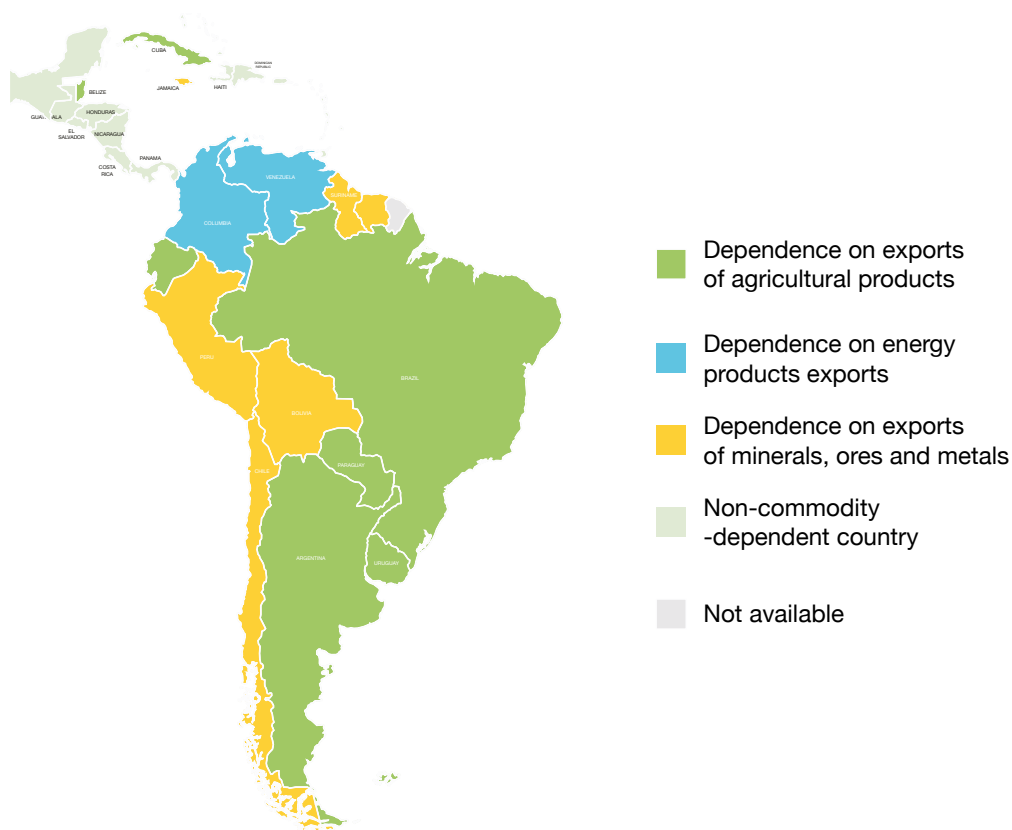 CUBA
DOMINICAN
REPUBLIC
JAMAICA
HAITI
BELIZE
HONDURAS
EL
SALVADOR
NICARAGUA
COSTA
RICA
PANAMA
VENEZUELA
SURINAME
COLUMBIA
PERU
BRAZIL
BOLIVIA
CHILE
PARAGUAY
ARGENTINA
URUGUAY
Dependence on exports
of agricultural products
Dependence on energy
products exports
Dependence on exports
of minerals, ores and metals
Non-commodity
-dependent country
Not available